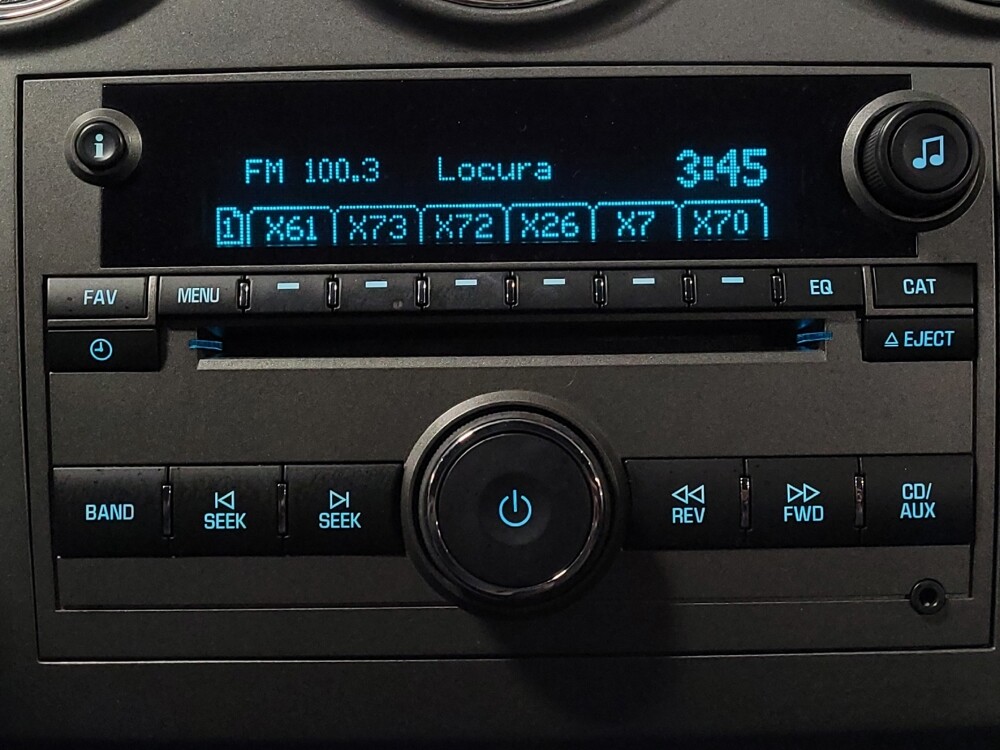 i
FM 100.3 Locura 3:45
1 X61 X73 X72 X26 X7 X70
FAV MENU EQ CAT
EJECT
BAND SEEK SEEK REV FWD CD/
AUX